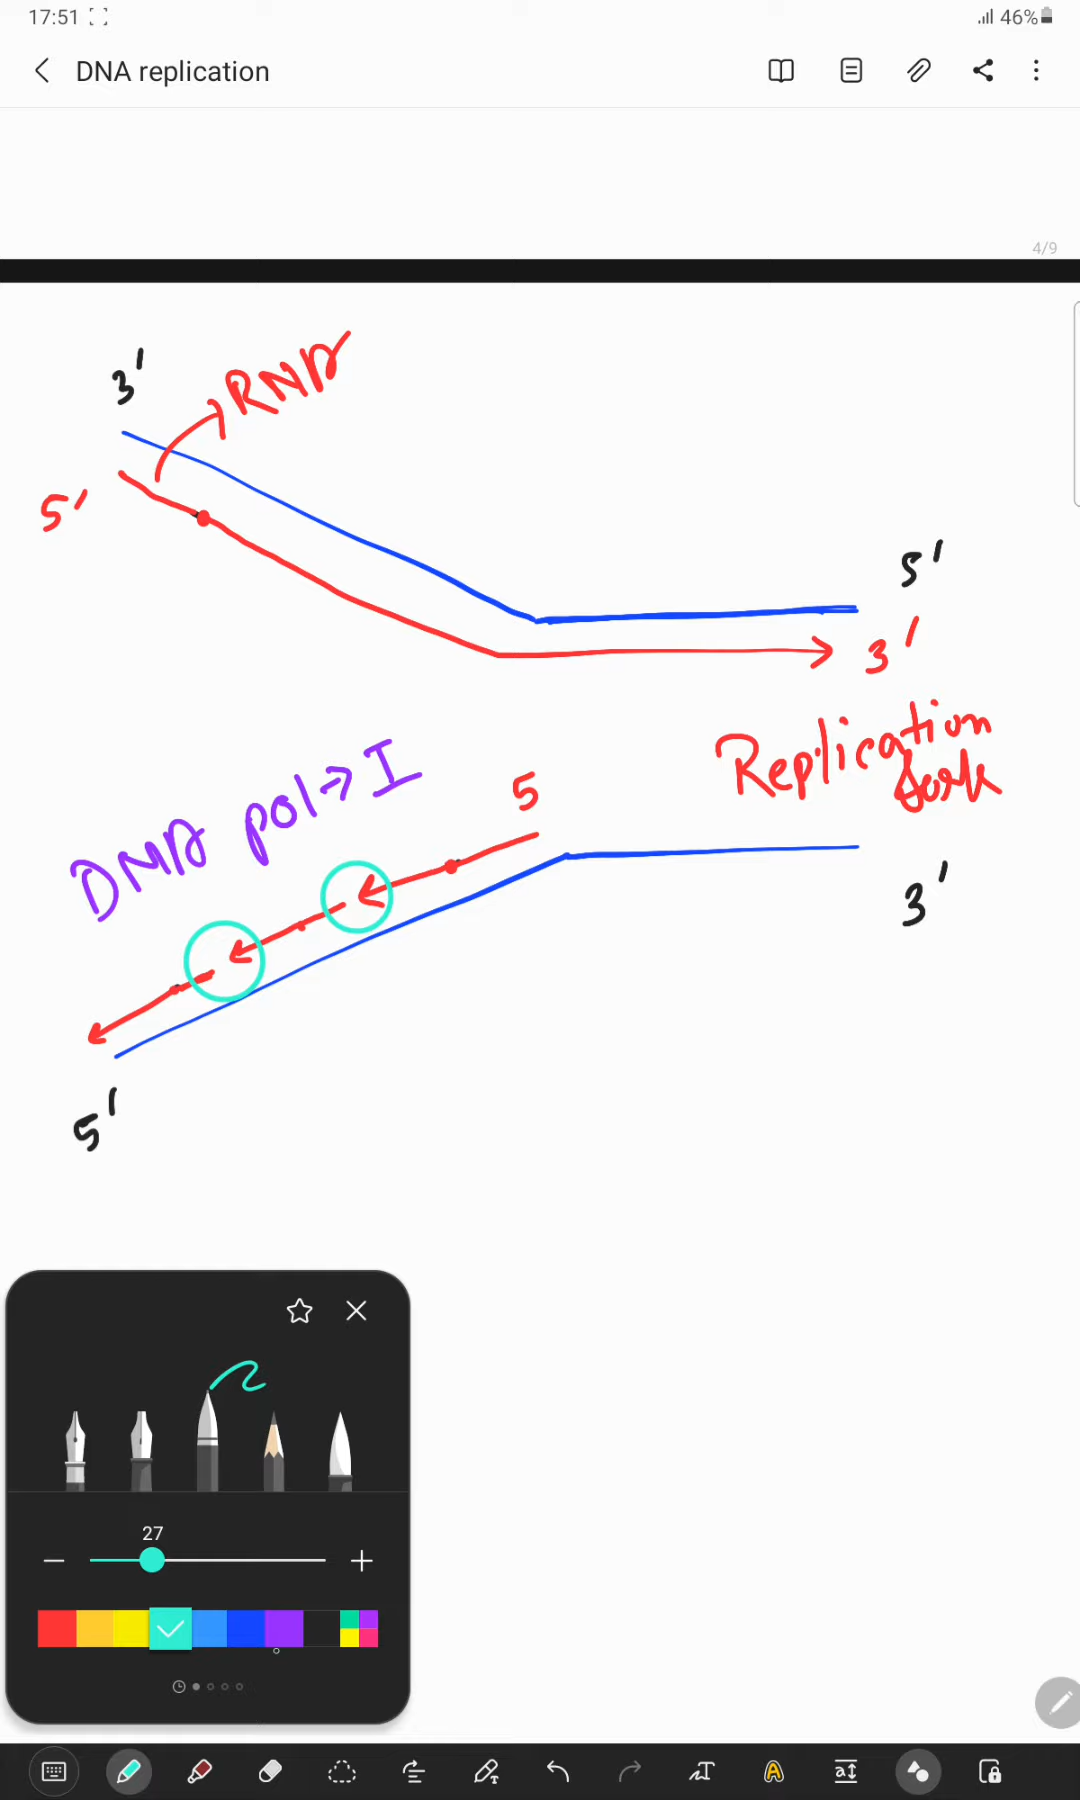 17:51
46%
DNA replication
4/9
3'
RNA
5'
5'
3'
Replication
fork
DNA pol→ I
5
3'
5'
27